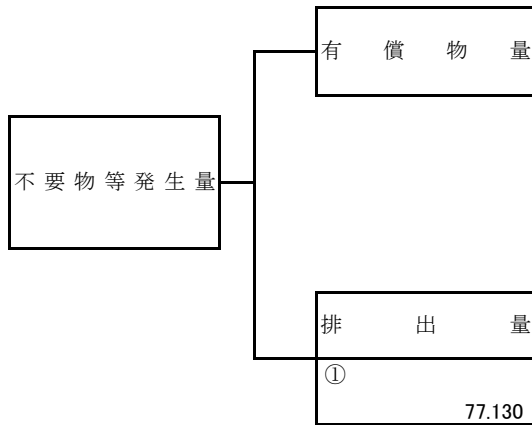 有償物量
不要物等発生量
排出量
①
77.130